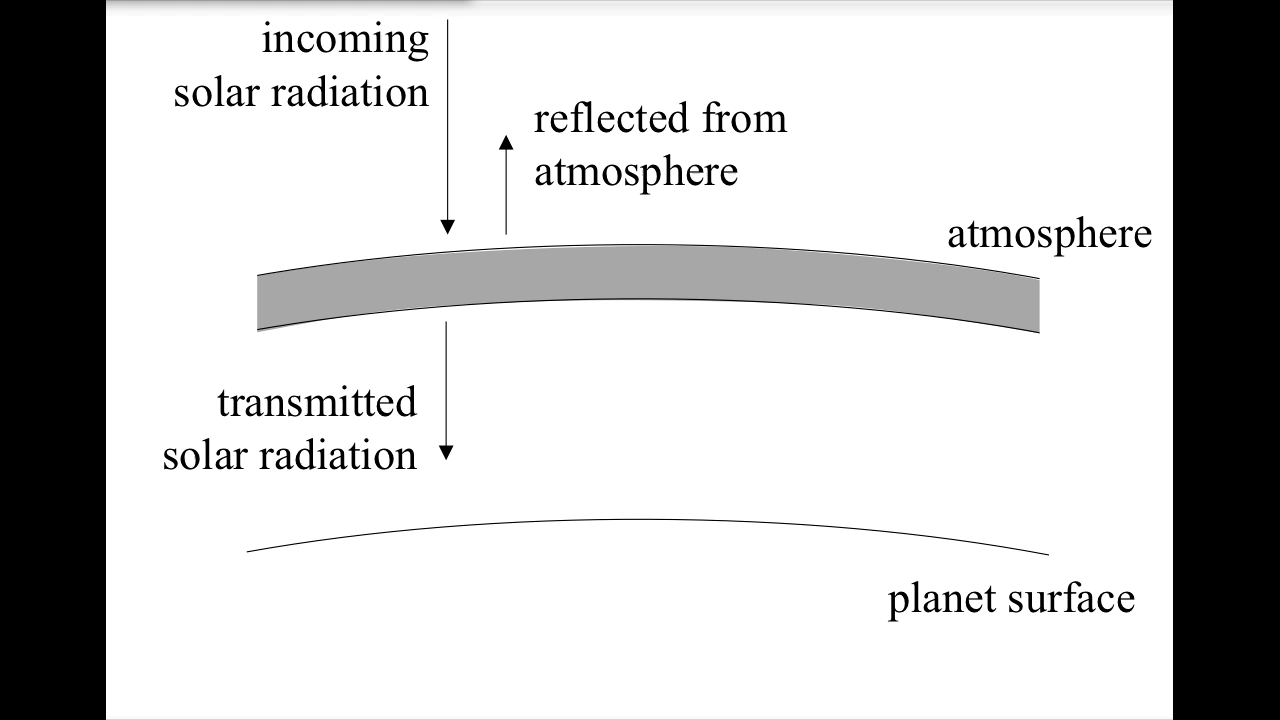 incoming
solar radiation
reflected from
atmosphere
atmosphere
transmitted
solar radiation
planet surface